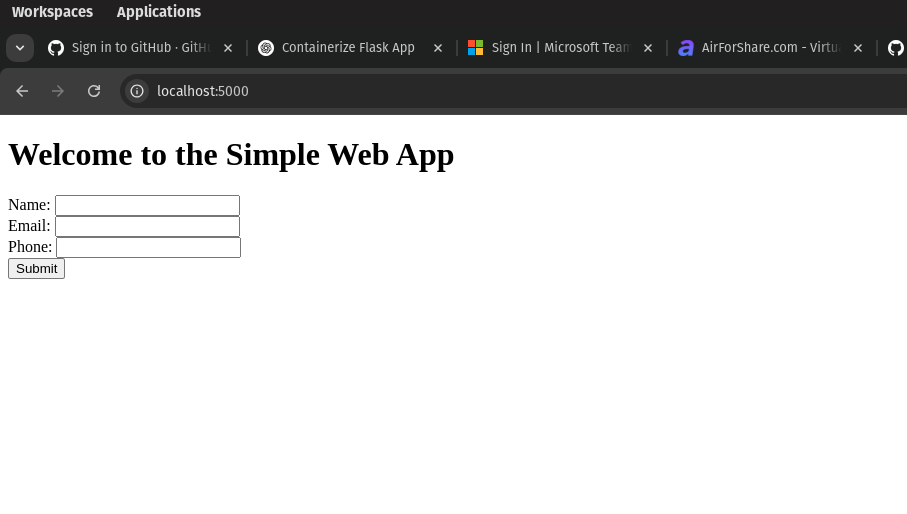 Workspaces Applications
Sign in to GitHub · GitHu Containerize Flask App Sign In | Microsoft Team AirForShare.com - Virtua
localhost:5000
Welcome to the Simple Web App
Name:
Email:
Phone:
Submit